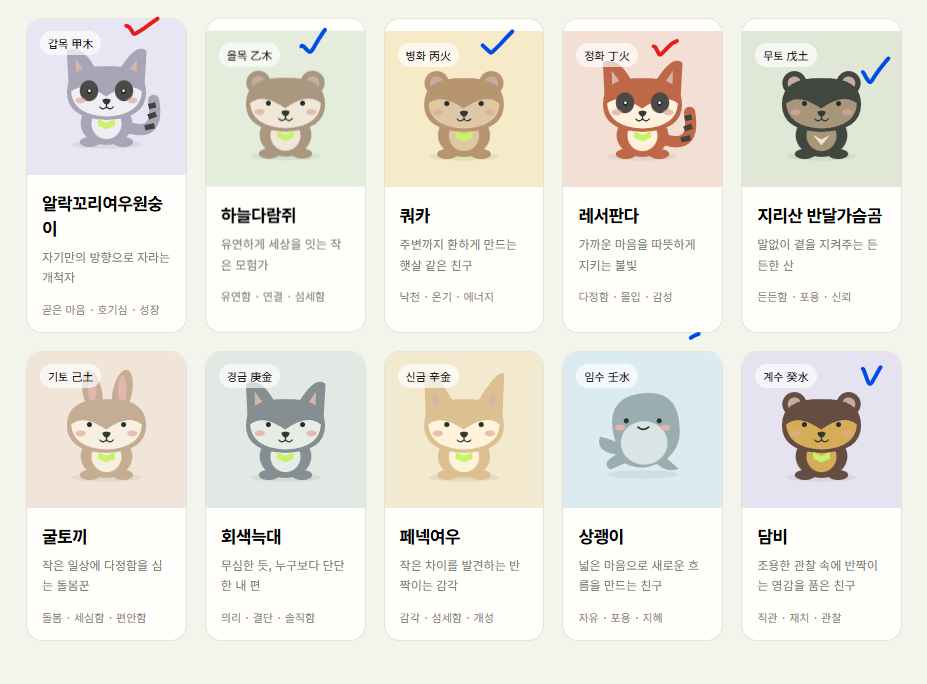 갑목 甲木
알락꼬리여우원숭
이
자기만의 방향으로 자라는
개척자
곧은 마음 · 호기심 · 성장
을목 乙木
하늘다람쥐
유연하게 세상을 잇는 작
은 모험가
유연함 · 연결 · 섬세함
병화 丙火
쿼카
주변까지 환하게 만드는
햇살 같은 친구
낙천 · 온기 · 에너지
정화 丁火
레서판다
가까운 마음을 따뜻하게
지키는 불빛
다정함 · 몰입 · 감성
무토 戊土
지리산 반달가슴곰
말없이 곁을 지켜주는 든
든한 산
든든함 · 포용 · 신뢰
기토 己土
굴토끼
작은 일상에 다정함을 심
는 돌봄꾼
돌봄 · 세심함 · 편안함
경금 庚金
회색늑대
무심한 듯, 누구보다 단단
한 내 편
의리 · 결단 · 솔직함
신금 辛金
페넥여우
작은 차이를 발견하는 반
짝이는 감각
감각 · 섬세함 · 개성
임수 壬水
상괭이
넓은 마음으로 새로운 흐
름을 만드는 친구
자유 · 포용 · 지혜
계수 癸水
담비
조용한 관찰 속에 반짝이
는 영감을 품은 친구
직관 · 재치 · 관찰